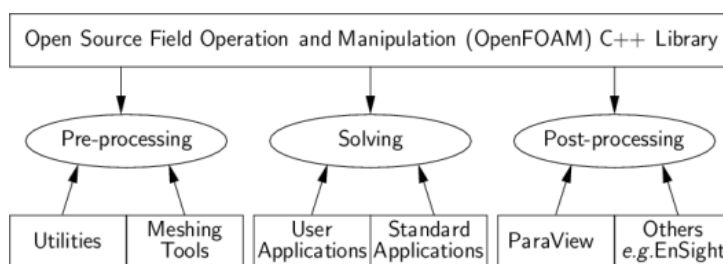 Open Source Field Operation and Manipulation (OpenFOAM) C++ Library
Pre-processing
Solving
Post-processing
Utilities
Meshing
Tools
User
Applications
Standard
Applications
ParaView
Others
e.g.EnSight